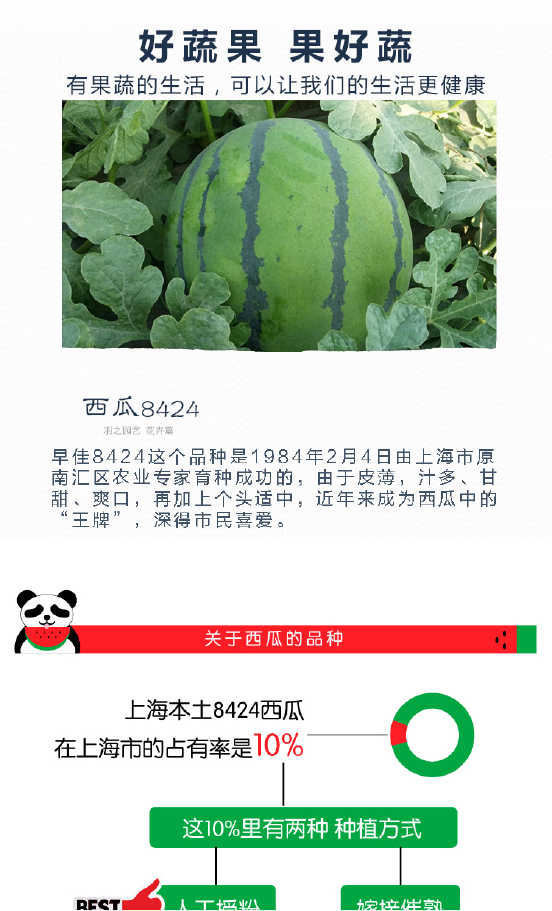 好蔬果 果好蔬
有果蔬的生活，可以让我们的生活更健康
西瓜8424
羽之园艺 花卉篇
早佳8424这个品种是1984年2月4日由上海市原
南汇区农业专家育种成功的，由于皮薄，汁多、甘
甜、爽口，再加上个头适中，近年来成为西瓜中的
“王牌”，深得市民喜爱。
关于西瓜的品种
上海本土8424西瓜
在上海市的占有率是10%
这10%里有两种 种植方式
BEST
人工授粉
嫁接催熟